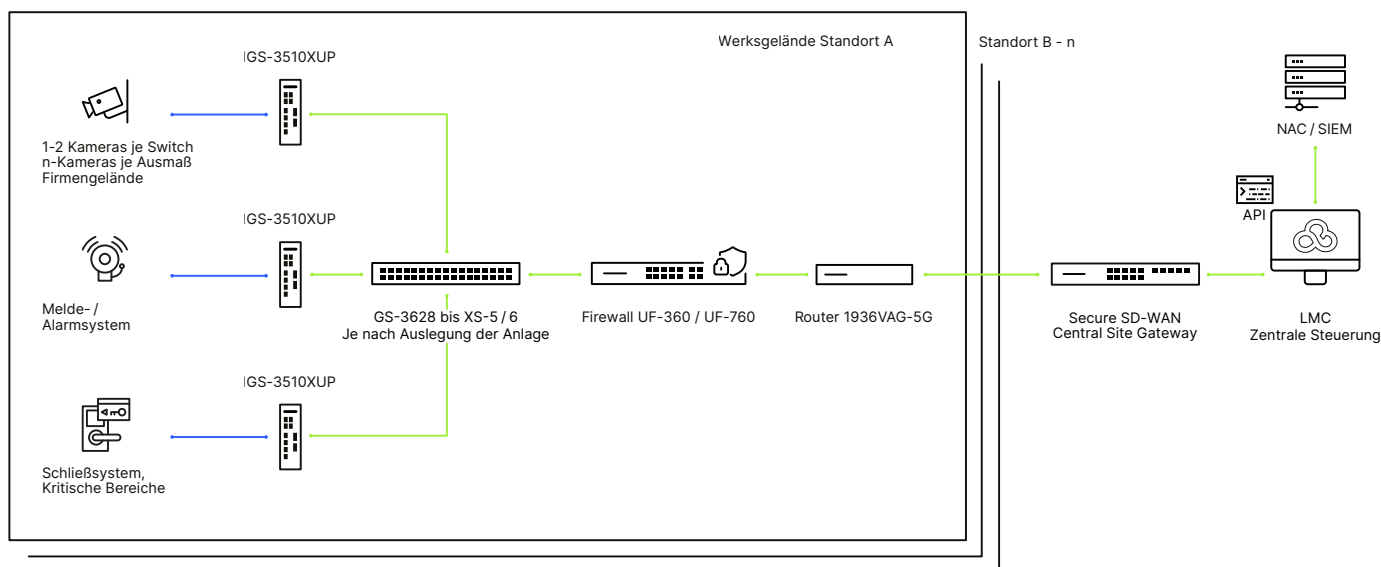 Werksgelände Standort A
Standort B - n
IGS-3510XUP
1-2 Kameras je Switch
n-Kameras je Ausmaß
Firmengelände
NAC / SIEM
API
IGS-3510XUP
Melde- /
Alarmsystem
GS-3628 bis XS-5 / 6
Je nach Auslegung der Anlage
Firewall UF-360 / UF-760
Router 1936VAG-5G
Secure SD-WAN
Central Site Gateway
LMC
Zentrale Steuerung
IGS-3510XUP
Schließsystem,
Kritische Bereiche